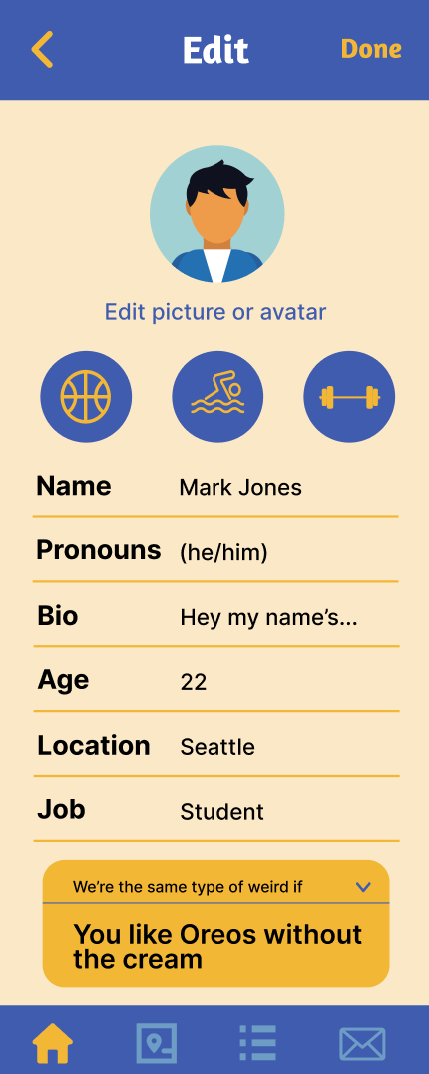 Edit
Done
Edit picture or avatar
Name Mark Jones
Pronouns (he/him)
Bio Hey my name's...
Age 22
Location Seattle
Job Student
We're the same type of weird if
You like Oreos without
the cream